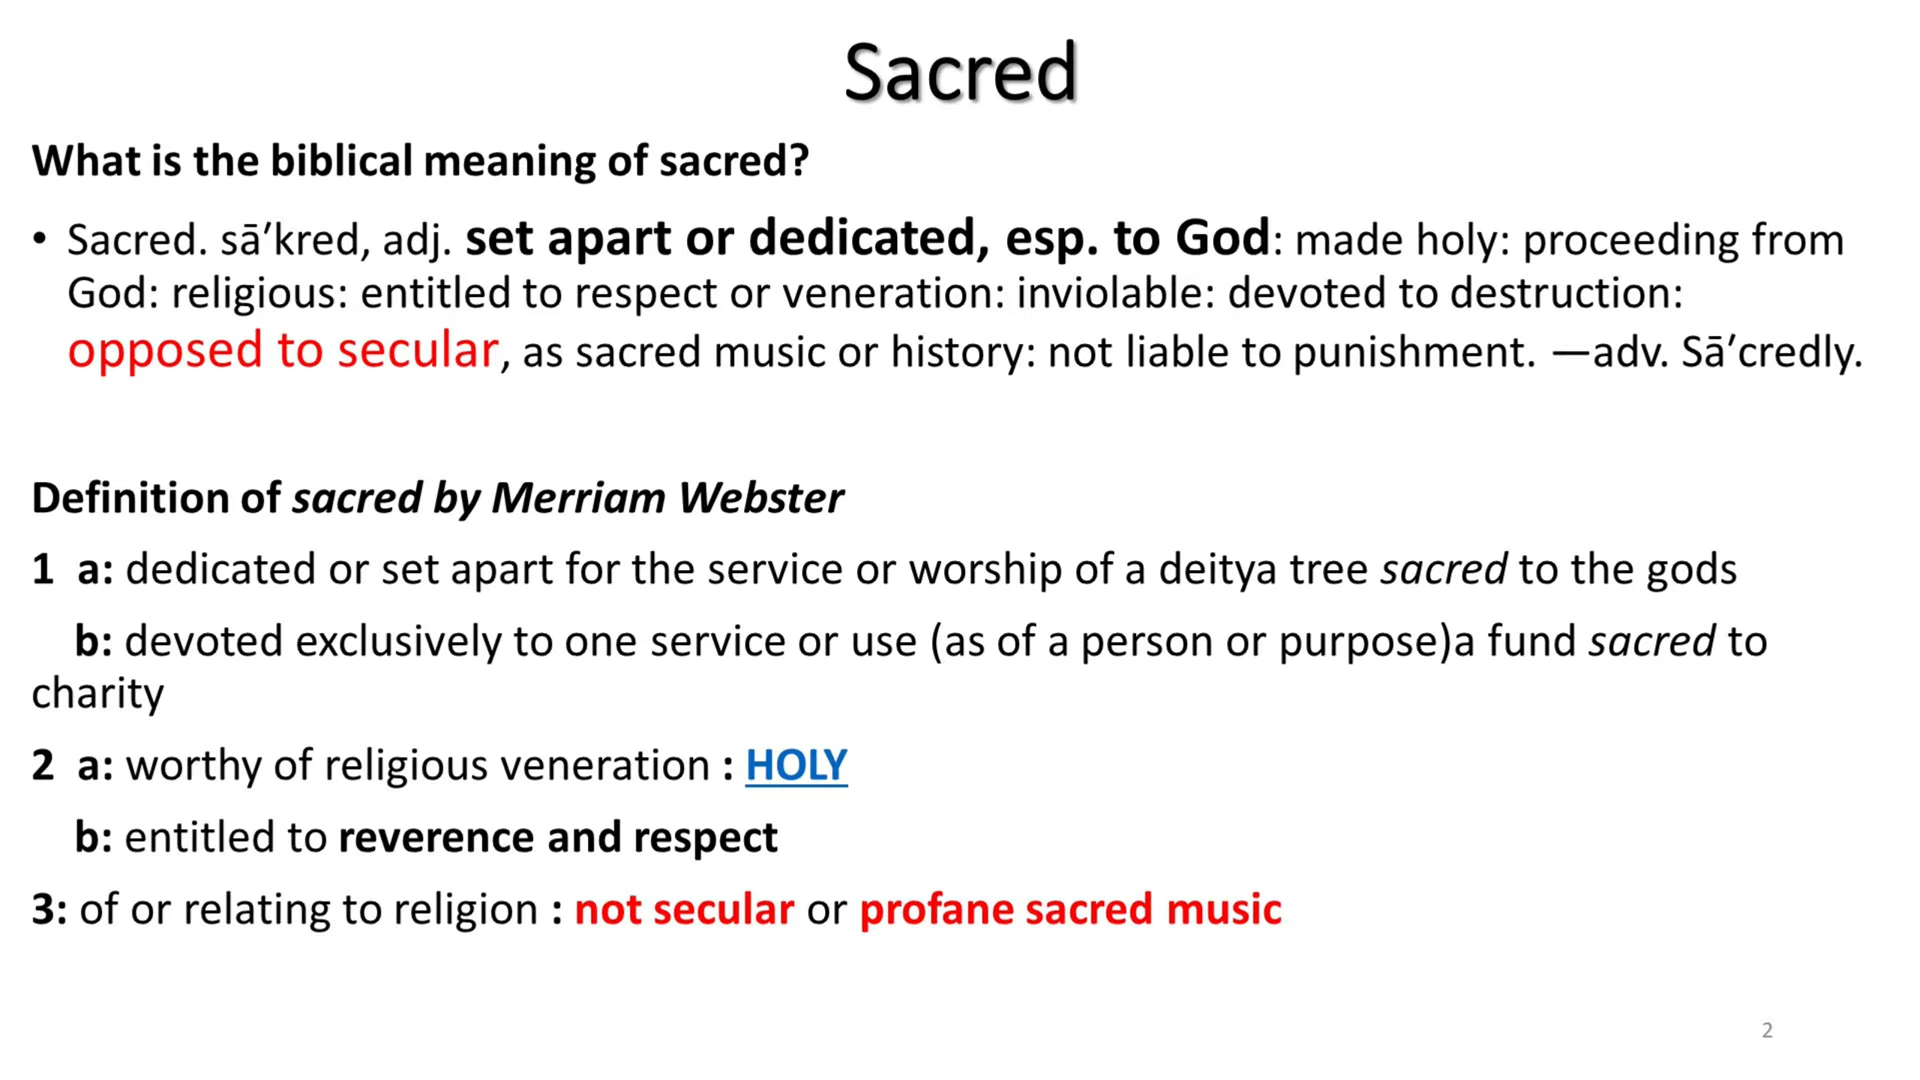 Sacred
What is the biblical meaning of sacred?
• Sacred. sā′kred, adj. set apart or dedicated, esp. to God: made holy: proceeding from
God: religious: entitled to respect or veneration: inviolable: devoted to destruction:
opposed to secular, as sacred music or history: not liable to punishment. —adv. Sā′credly.
Definition of sacred by Merriam Webster
1 a: dedicated or set apart for the service or worship of a deitya tree sacred to the gods
b: devoted exclusively to one service or use (as of a person or purpose)a fund sacred to
charity
2 a: worthy of religious veneration : HOLY
b: entitled to reverence and respect
3: of or relating to religion : not secular or profane sacred music
2